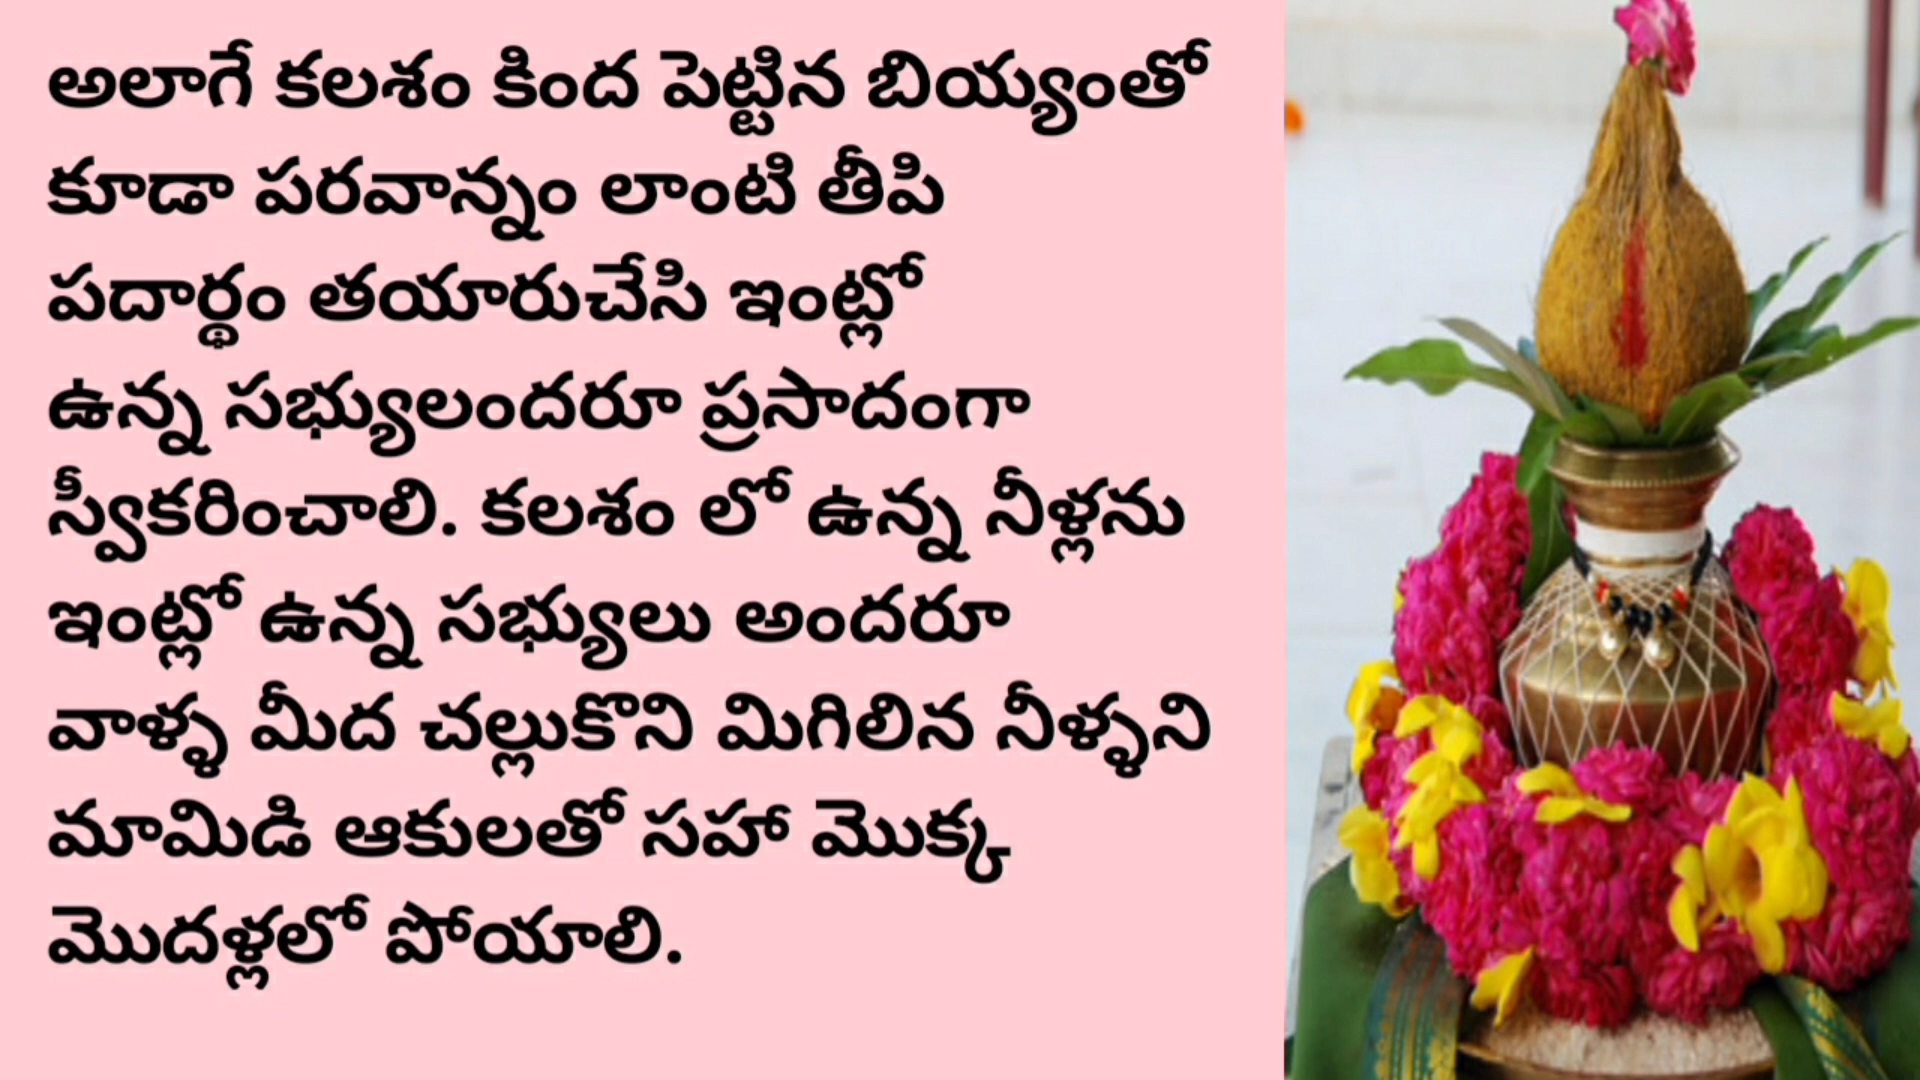 అలాగే కలశం కింద పెట్టిన బియ్యంతో
కూడా పరవాన్నం లాంటి తీపి
పదార్థం తయారుచేసి ఇంట్లో
ఉన్న సభ్యులందరూ ప్రసాదంగా
స్వీకరించాలి. కలశం లో ఉన్న నీళ్లను
ఇంట్లో ఉన్న సభ్యులు అందరూ
వాళ్ళ మీద చల్లుకొని మిగిలిన నీళ్ళని
మామిడి ఆకులతో సహా మొక్క
మొదళ్లలో పోయాలి.